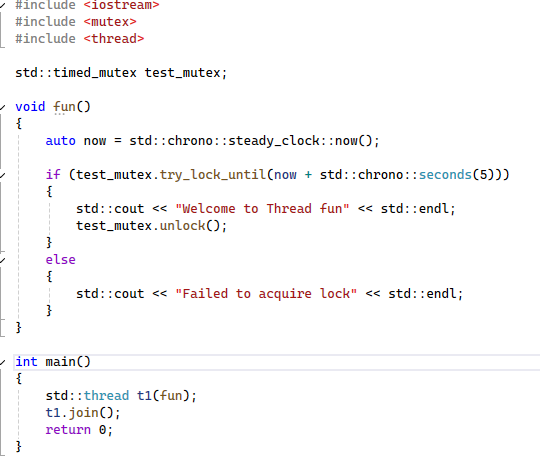 #include <iostream>
#include <mutex>
#include <thread>
std::timed_mutex test_mutex;
void fun()
{
auto now = std::chrono::steady_clock::now();
if (test_mutex.try_lock_until(now + std::chrono::seconds(5)))
{
std::cout << "Welcome to Thread fun" << std::endl;
test_mutex.unlock();
}
else
{
std::cout << "Failed to acquire lock" << std::endl;
}
}
int main()
{
std::thread t1(fun);
t1.join();
return 0;
}